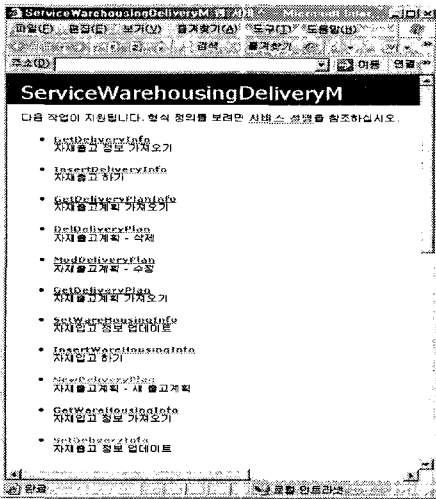 ServiceWarehousingDeliveryM 웹 서비스 - Microsoft Inter...
파일(F) 편집(E) 보기(V) 즐겨찾기(A) 도구(T) 도움말(H)
검색 즐겨찾기
주소(D) 이동 연결
ServiceWarehousingDeliveryM
다음 작업이 지원됩니다. 형식 정의를 보려면 서비스 설명을 참조하십시오.
• GetDeliveryInfo
자재출고 정보 가져오기
• InsertDeliveryInfo
자재출고 하기
• GetDeliveryPlanInfo
자재출고계획 가져오기
• DelDeliveryPlan
자재출고계획 - 삭제
• ModDeliveryPlan
자재출고계획 - 수정
• GetDeliveryPlan
자재출고계획 가져오기
• SetWareHousingInfo
자재입고 정보 업데이트
• InsertWareHousingInfo
자재입고 하기
• NewDeliveryPlan
자재출고계획 - 새 출고계획
• GetWareHousingInfo
자재입고 정보 가져오기
• SetDeliveryInfo
자재출고 정보 업데이트
완료 로컬 인트라넷